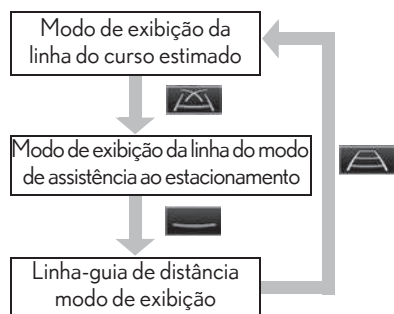 Modo de exibição da
linha do curso estimado
Modo de exibição da linha do modo
de assistência ao estacionamento
Linha-guia de distância
modo de exibição